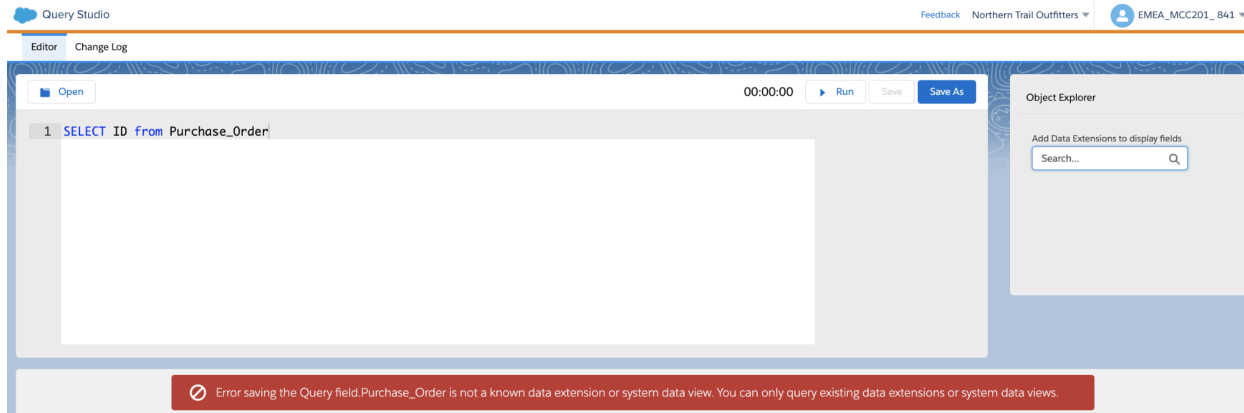 Query Studio
Feedback Northern Trail Outfitters EMEA_MCC201_ 841
Editor Change Log
Open 00:00:00 Run Save Save As
Object Explorer
1 SELECT ID from Purchase_Order
Add Data Extensions to display fields
Search...
Error saving the Query field.Purchase_Order is not a known data extension or system data view. You can only query existing data extensions or system data views.